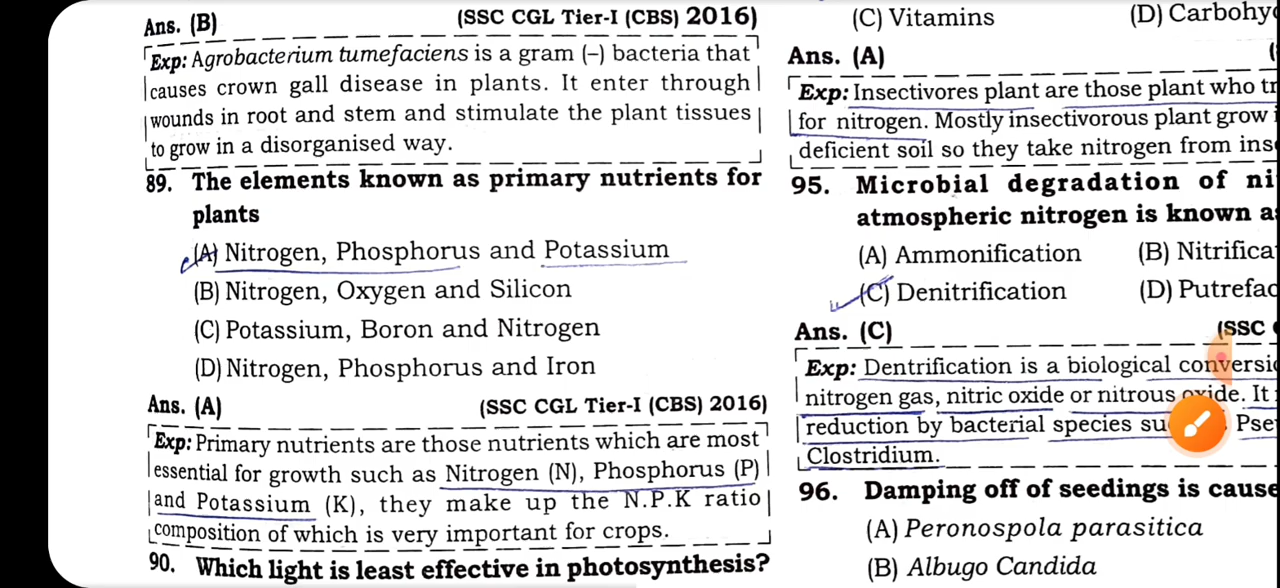 Ans. (B) (SSC CGL Tier-I (CBS) 2016)
Exp: Agrobacterium tumefaciens is a gram (–) bacteria that
causes crown gall disease in plants. It enter through
wounds in root and stem and stimulate the plant tissues
to grow in a disorganised way.
89. The elements known as primary nutrients for
plants
(A) Nitrogen, Phosphorus and Potassium
(B) Nitrogen, Oxygen and Silicon
(C) Potassium, Boron and Nitrogen
(D) Nitrogen, Phosphorus and Iron
Ans. (A) (SSC CGL Tier-I (CBS) 2016)
Exp: Primary nutrients are those nutrients which are most
essential for growth such as Nitrogen (N), Phosphorus (P)
and Potassium (K), they make up the N.P.K ratio
composition of which is very important for crops.
90. Which light is least effective in photosynthesis?
(C) Vitamins (D)
Ans. (A)
Exp: Insectivores plant are those plant who
for nitrogen. Mostly insectivorous plant grow
deficient soil so they take nitrogen from
95. Microbial degradation of
atmospheric nitrogen is known
(A) Ammonification (B)
(C) Denitrification (D)
Ans. (C) (SSC
Exp: Dentrification is a biological
nitrogen gas, nitric oxide or nitrous oxide. It
reduction by bacterial species
Clostridium.
96. Damping off of seedings is
(A) Peronospola parasitica
(B) Albugo Candida